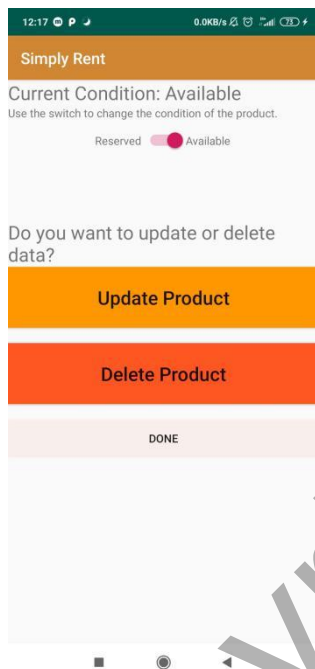 12:17 0.0KB/s 73
Simply Rent
Current Condition: Available
Use the switch to change the condition of the product.
Reserved Available
Do you want to update or delete
data?
Update Product
Delete Product
DONE